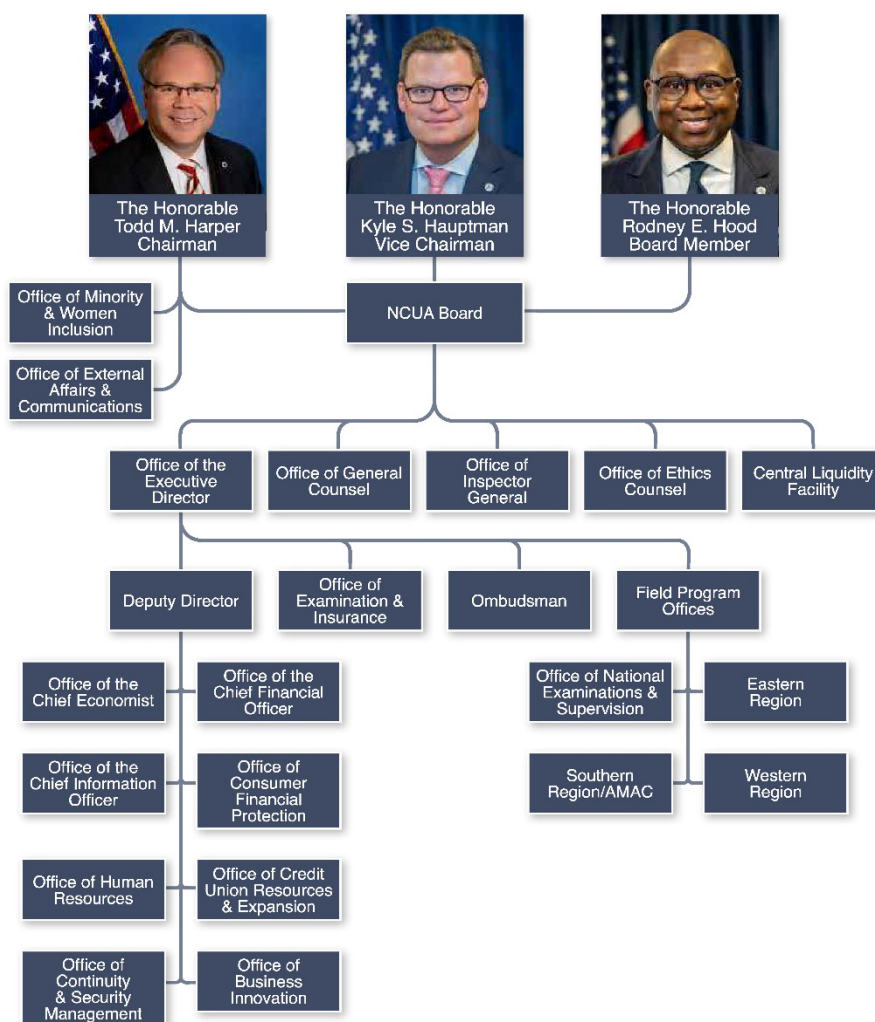 The Honorable
Todd M. Harper
Chairman
The Honorable
Kyle S. Hauptman
Vice Chairman
The Honorable
Rodney E. Hood
Board Member
Office of Minority
& Women
Inclusion
NCUA Board
Office of External
Affairs &
Communications
Office of the
Executive
Director
Office of General
Counsel
Office of
Inspector
General
Office of Ethics
Counsel
Central Liquidity
Facility
Deputy Director
Office of
Examination &
Insurance
Ombudsman
Field Program
Offices
Office of the
Chief Economist
Office of the
Chief Financial
Officer
Office of National
Examinations &
Supervision
Eastern
Region
Office of the
Chief Information
Officer
Office of
Consumer
Financial
Protection
Southern
Region/AMAC
Western
Region
Office of Human
Resources
Office of Credit
Union Resources
& Expansion
Office of
Continuity
& Security
Management
Office of
Business
Innovation